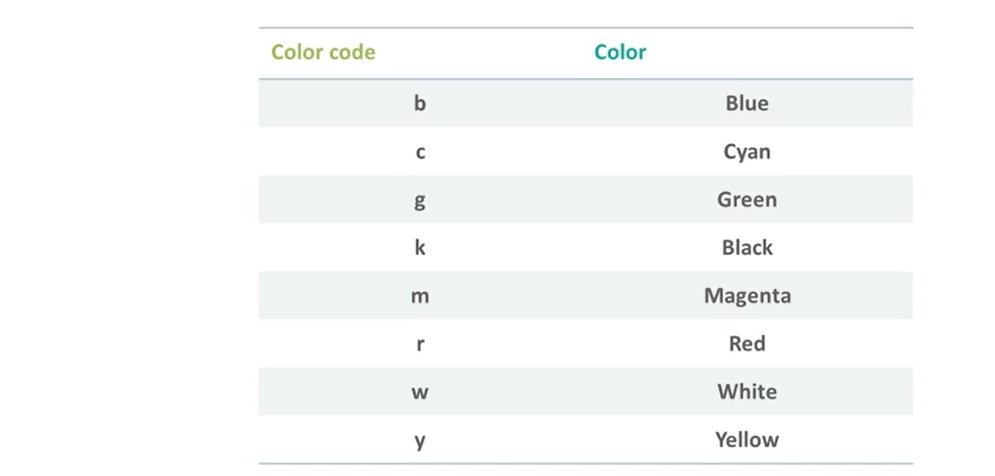 Color code Color
b Blue
c Cyan
g Green
k Black
m Magenta
r Red
w White
y Yellow